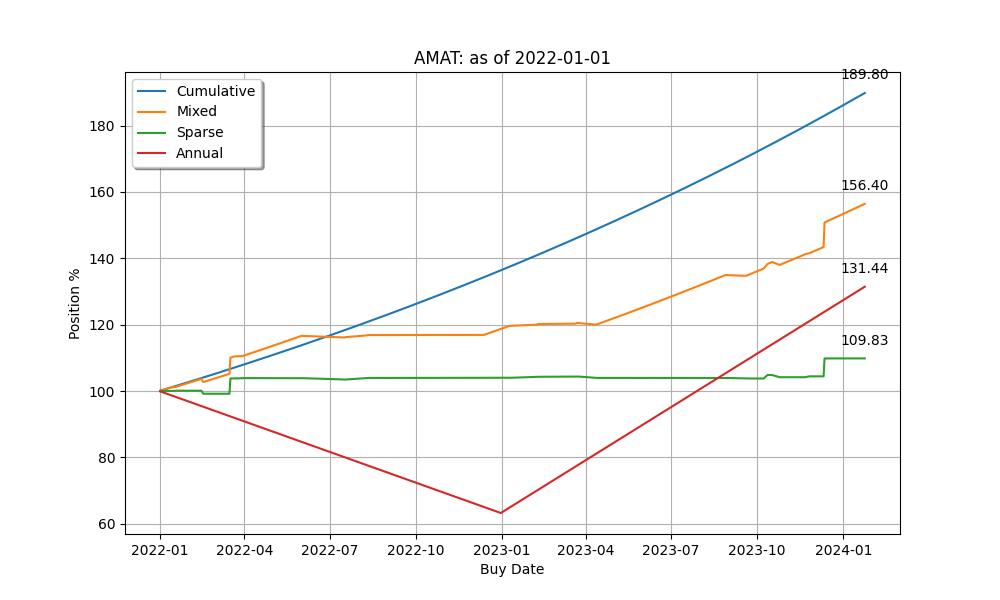 AMAT: as of 2022-01-01
Cumulative
Mixed
Sparse
Annual
189.80
156.40
131.44
109.83
180
160
140
120
100
80
60
Position %
2022-01 2022-04 2022-07 2022-10 2023-01 2023-04 2023-07 2023-10 2024-01
Buy Date